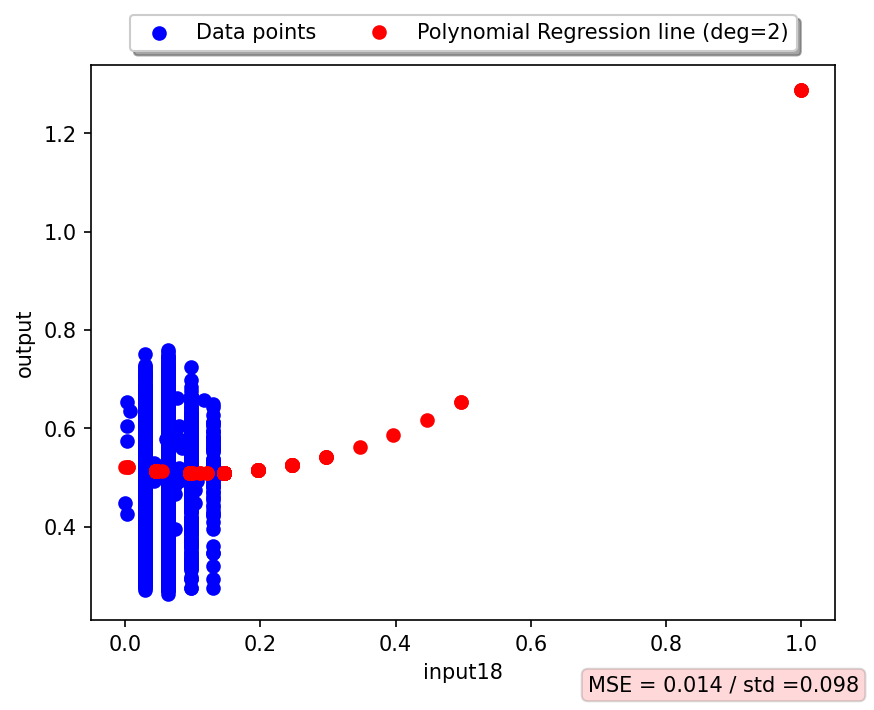 Data points Polynomial Regression line (deg=2)
1.2
1.0
0.8
0.6
0.4
output
0.0 0.2 0.4 0.6 0.8 1.0
input18
MSE = 0.014 / std =0.098